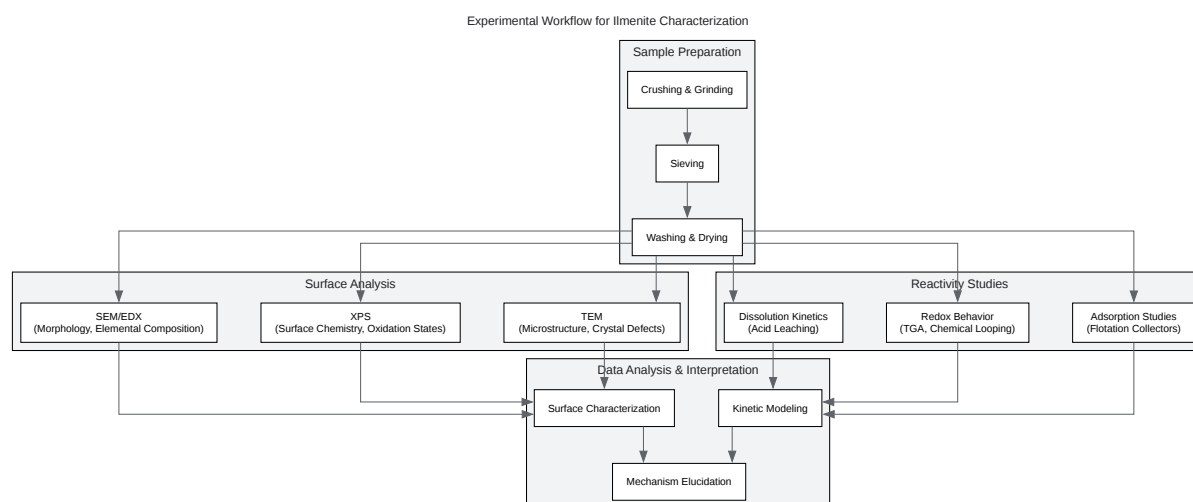 Experimental Workflow for Ilmenite Characterization
Sample Preparation
Crushing & Grinding
Sieving
Washing & Drying
Surface Analysis
SEM/EDX
(Morphology, Elemental Composition)
XPS
(Surface Chemistry, Oxidation States)
TEM
(Microstructure, Crystal Defects)
Reactivity Studies
Dissolution Kinetics
(Acid Leaching)
Redox Behavior
(TGA, Chemical Looping)
Adsorption Studies
(Flotation Collectors)
Data Analysis & Interpretation
Surface Characterization
Kinetic Modeling
Mechanism Elucidation